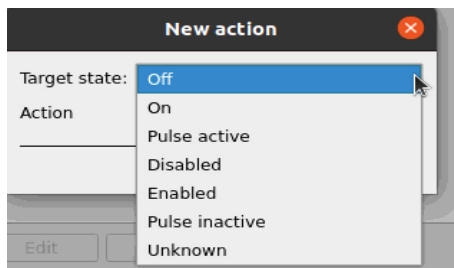 New action
Target state:
Off
Action
On
Pulse active
Disabled
Enabled
Pulse inactive
Edit
Unknown